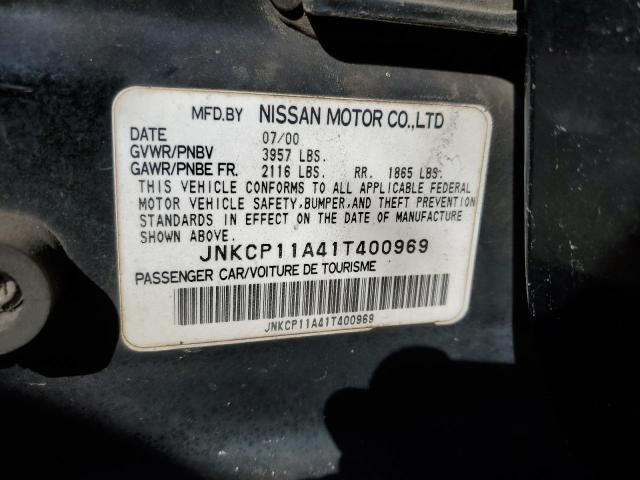 MFD.BY NISSAN MOTOR CO.,LTD
DATE 07/00
GVWR/PNBV 3957 LBS.
GAWR/PNBE FR. 2116 LBS. RR. 1865 LBS.
THIS VEHICLE CONFORMS TO ALL APPLICABLE FEDERAL
MOTOR VEHICLE SAFETY,BUMPER,AND THEFT PREVENTION
STANDARDS IN EFFECT ON THE DATE OF MANUFACTURE
SHOWN ABOVE.
JNKCP11A41T400969
PASSENGER CAR/VOITURE DE TOURISME
JNKCP11A41T400969